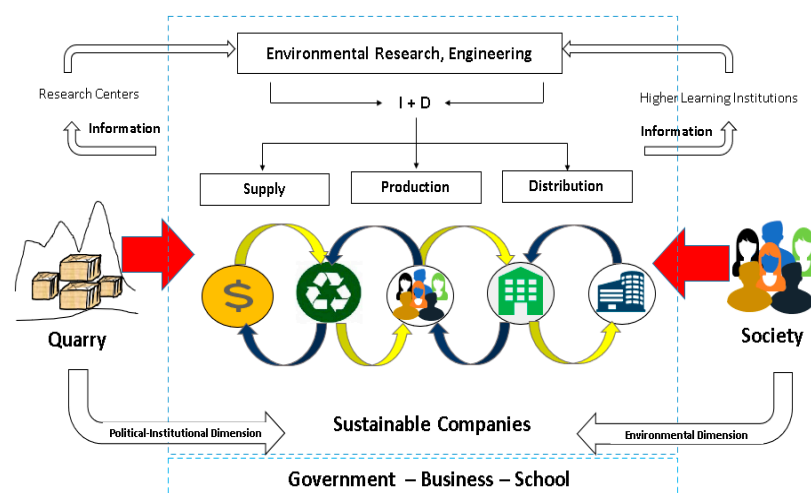 Environmental Research, Engineering
Research Centers
Higher Learning Institutions
I + D
Information
Information
Supply
Production
Distribution
$
Quarry
Society
Political-Institutional Dimension
Sustainable Companies
Environmental Dimension
Government – Business – School